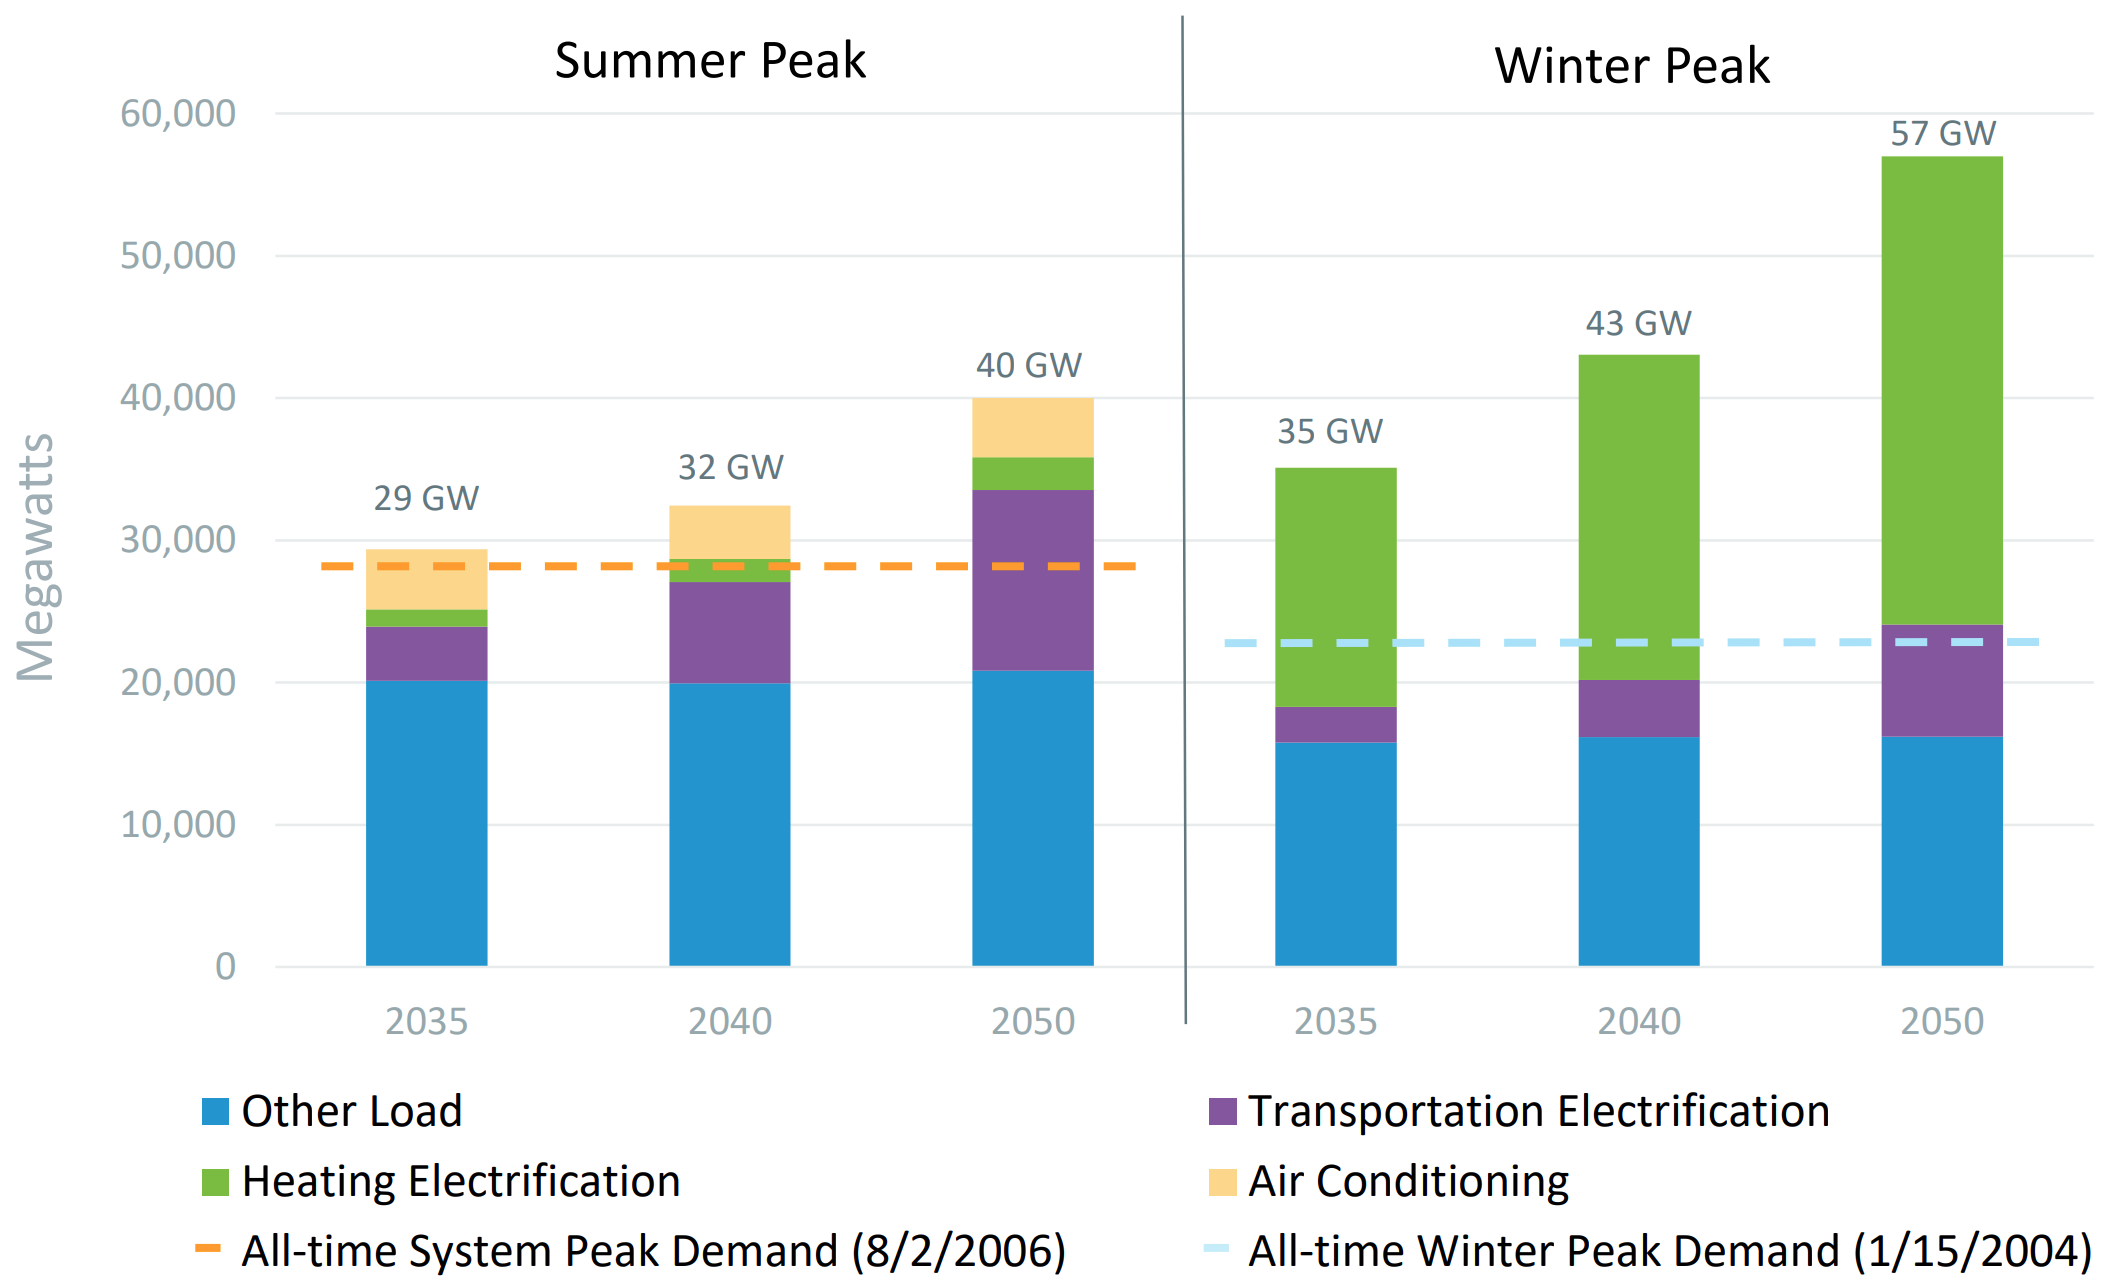 Summer Peak
Winter Peak
60,000
50,000
40,000
30,000
20,000
10,000
0
Megawatts
29 GW
32 GW
40 GW
35 GW
43 GW
57 GW
2035
2040
2050
2035
2040
2050
Other Load
Transportation Electrification
Heating Electrification
Air Conditioning
All-time System Peak Demand (8/2/2006)
All-time Winter Peak Demand (1/15/2004)